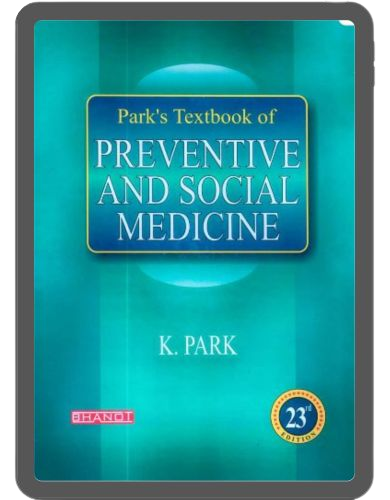 Park's Textbook of
PREVENTIVE
AND SOCIAL
MEDICINE
K. PARK
BHANOT
23rd
EDITION